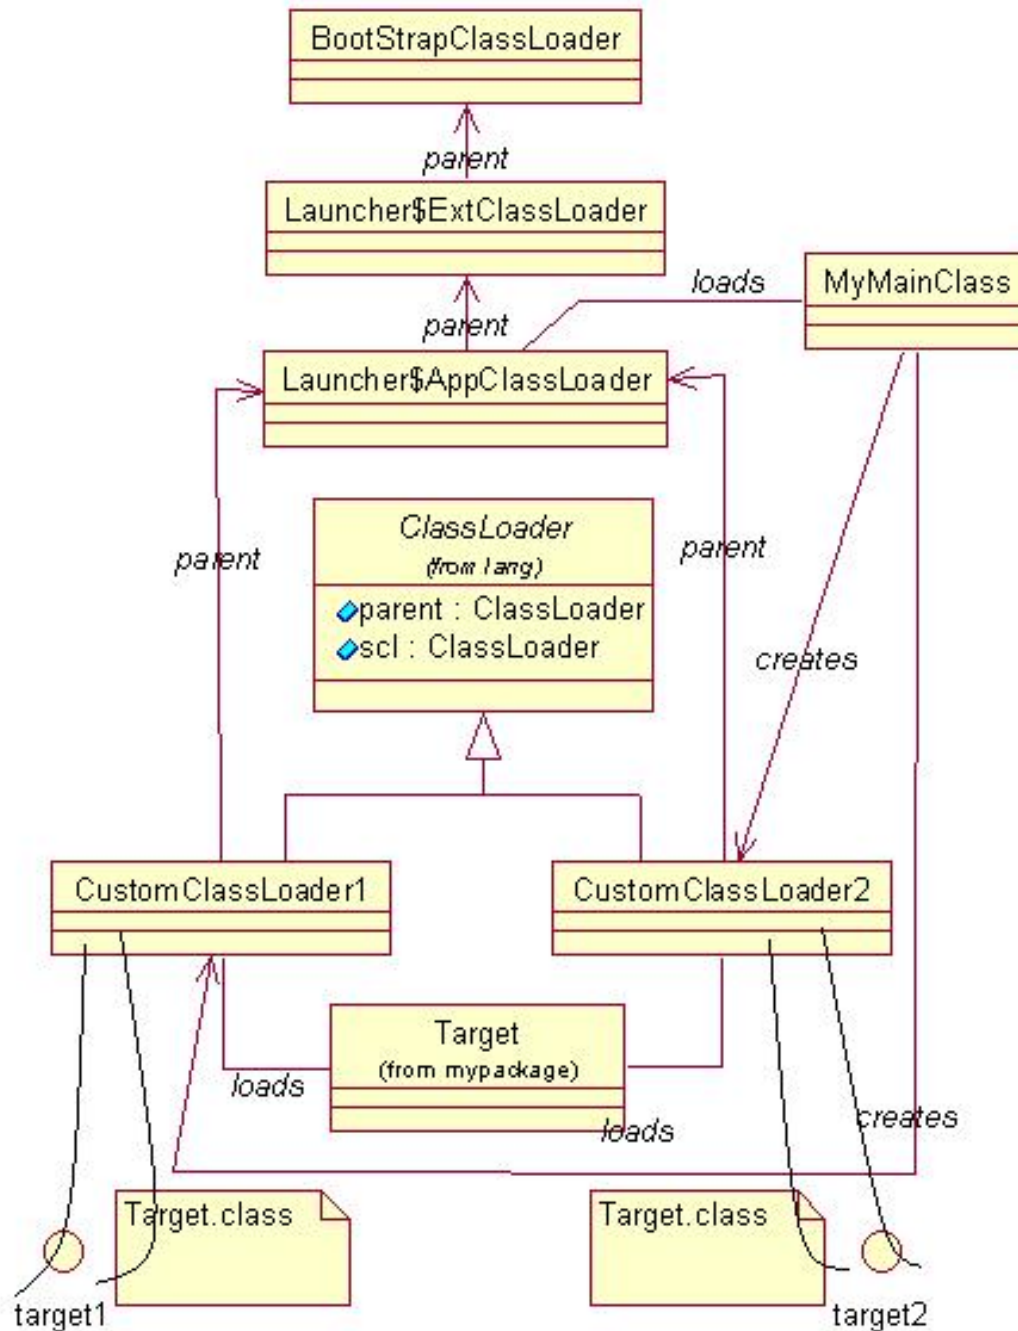 BootStrapClassLoader
parent
Launcher$ExtClassLoader
loads
MyMainClass
parent
Launcher$AppClassLoader
ClassLoader
(from lang)
parent
parent
parent : ClassLoader
scl : ClassLoader
creates
CustomClassLoader1
CustomClassLoader2
Target
(from mypackage)
loads
loads
creates
Target.class
Target.class
target1
target2